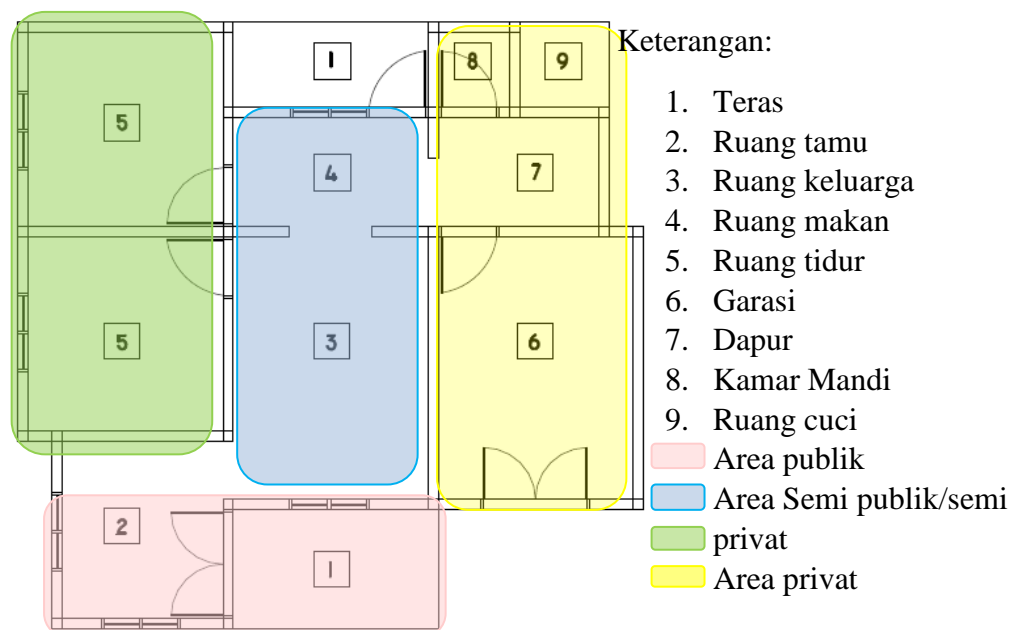 1 8 9
5
4 7
5 3 6
2
1
Keterangan:
1. Teras
2. Ruang tamu
3. Ruang keluarga
4. Ruang makan
5. Ruang tidur
6. Garasi
7. Dapur
8. Kamar Mandi
9. Ruang cuci
Area publik
Area Semi publik/semi
privat
Area privat